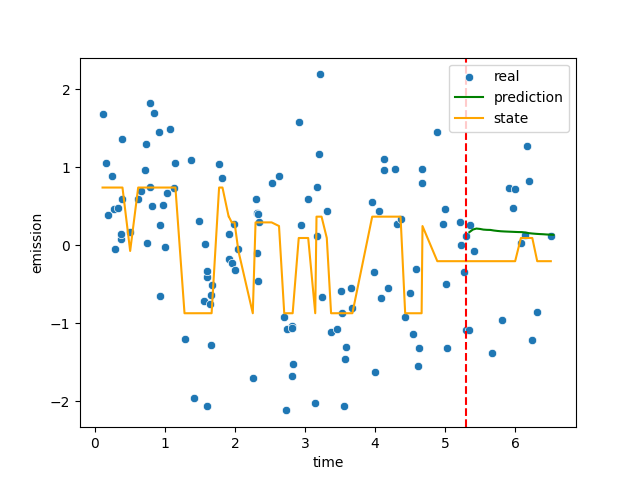 real
prediction
state
2
1
0
−1
−2
emission
0 1 2 3 4 5 6
time